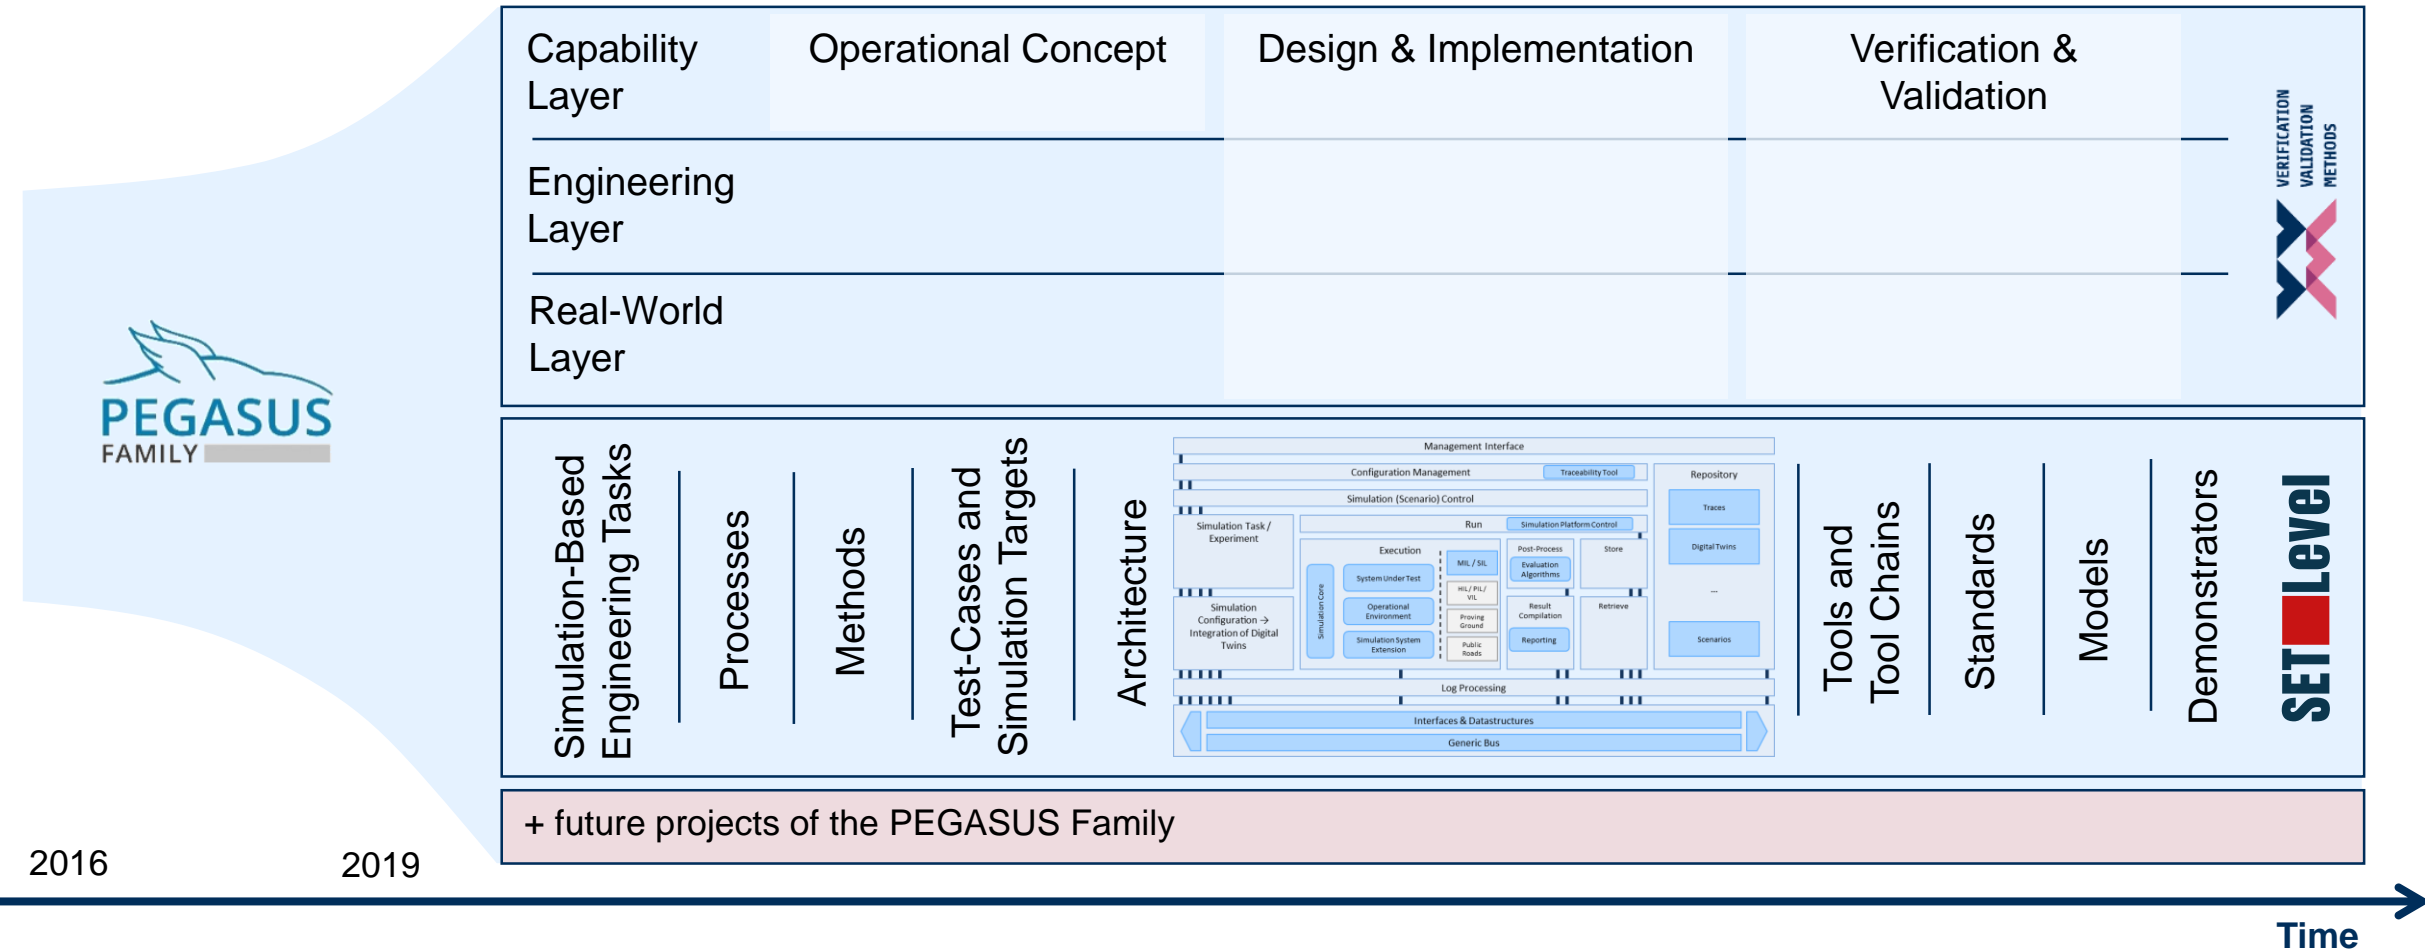 Capability
Layer
Operational Concept
Design & Implementation
Verification &
Validation
Engineering
Layer
Real-World
Layer
VERIFICATION
VALIDATION
METHODS
PEGASUS
FAMILY
Simulation-Based
Engineering Tasks
Processes
Methods
Test-Cases and
Simulation Targets
Architecture
Management Interface
Configuration Management
Traceability Tool
Simulation (Scenario) Control
Simulation Task /
Experiment
Run
Simulation Platform Control
Execution
Simulation Core
System Under Test
Operational
Environment
Simulation System
Extension
MIL / SIL
HIL / PIL /
VIL
Proving
Ground
Public
Roads
Post-Process
Evaluation
Algorithms
Result
Compilation
Reporting
Store
Retrieve
Simulation
Configuration →
Integration of Digital
Twins
Repository
Traces
Digital Twins
...
Scenarios
Log Processing
Interfaces & Datastructures
Generic Bus
Tools and
Tool Chains
Standards
Models
Demonstrators
SET Level
+ future projects of the PEGASUS Family
2016
2019
Time